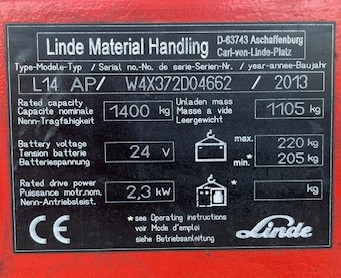 Linde Material Handling D-63743 Aschaffenburg
Carl-von-Linde-Platz
Type-Modele-Typ / Serial no.-No. de serie-Serien-Nr. / year-annee-Baujahr
L14 AP/ W4X372D04662 / 2013
Rated capacity
Capacite nominale
Nenn-Tragfähigkeit
1400 kg
Unladen mass
Masse a vide
Leergewicht
1105 kg
Battery voltage
Tension batterie
Batteriespannung
24 V
max. 220 kg
min.* 205 kg
Rated drive power
Puissance motr.nom.
Nenn-Antriebsleist.
2,3 kW
* kg
* see Operating instructions
voir Mode d'emploi
siehe Betriebsanleitung
CE
Linde